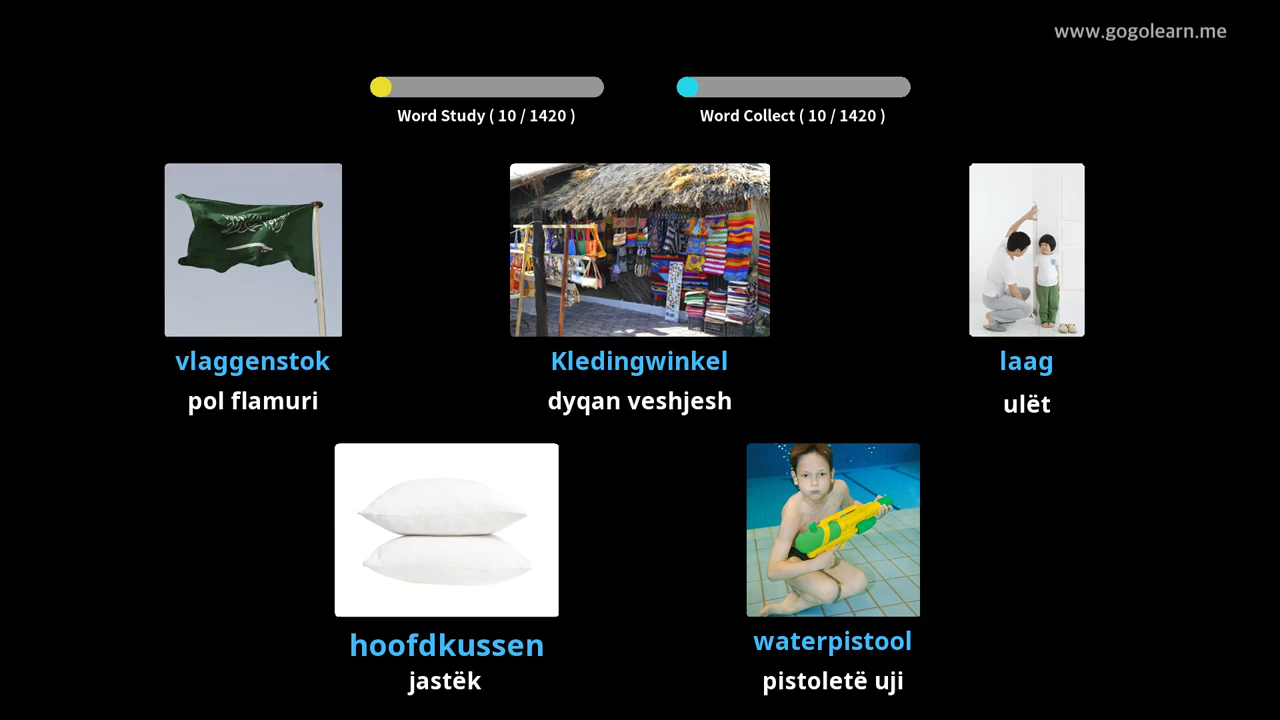 www.gogolearn.me
Word Study ( 10 / 1420 )
Word Collect ( 10 / 1420 )
vlaggenstok
pol flamuri
Kledingwinkel
dyqan veshjesh
laag
ulët
hoofdkussen
jastëk
waterpistool
pistoletë uji